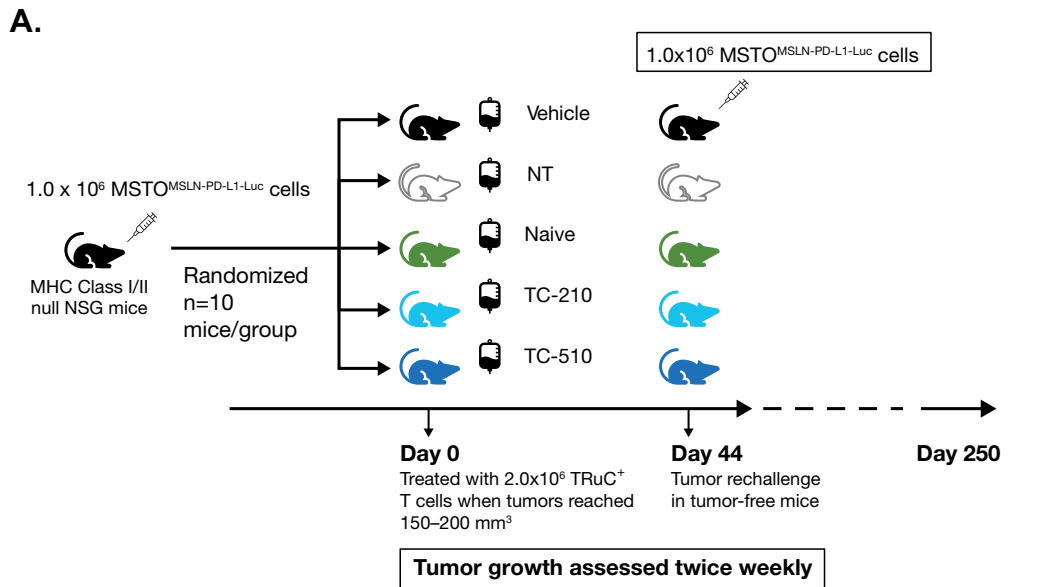 A.
1.0x10⁶ MSTO^MSLN-PD-L1-Luc cells
Vehicle
NT
1.0 x 10⁶ MSTO^MSLN-PD-L1-Luc cells
Naive
MHC Class I/II
null NSG mice
Randomized
n=10
mice/group
TC-210
TC-510
Day 0
Treated with 2.0x10⁶ TRuC⁺
T cells when tumors reached
150–200 mm³
Day 44
Tumor rechallenge
in tumor-free mice
Day 250
Tumor growth assessed twice weekly